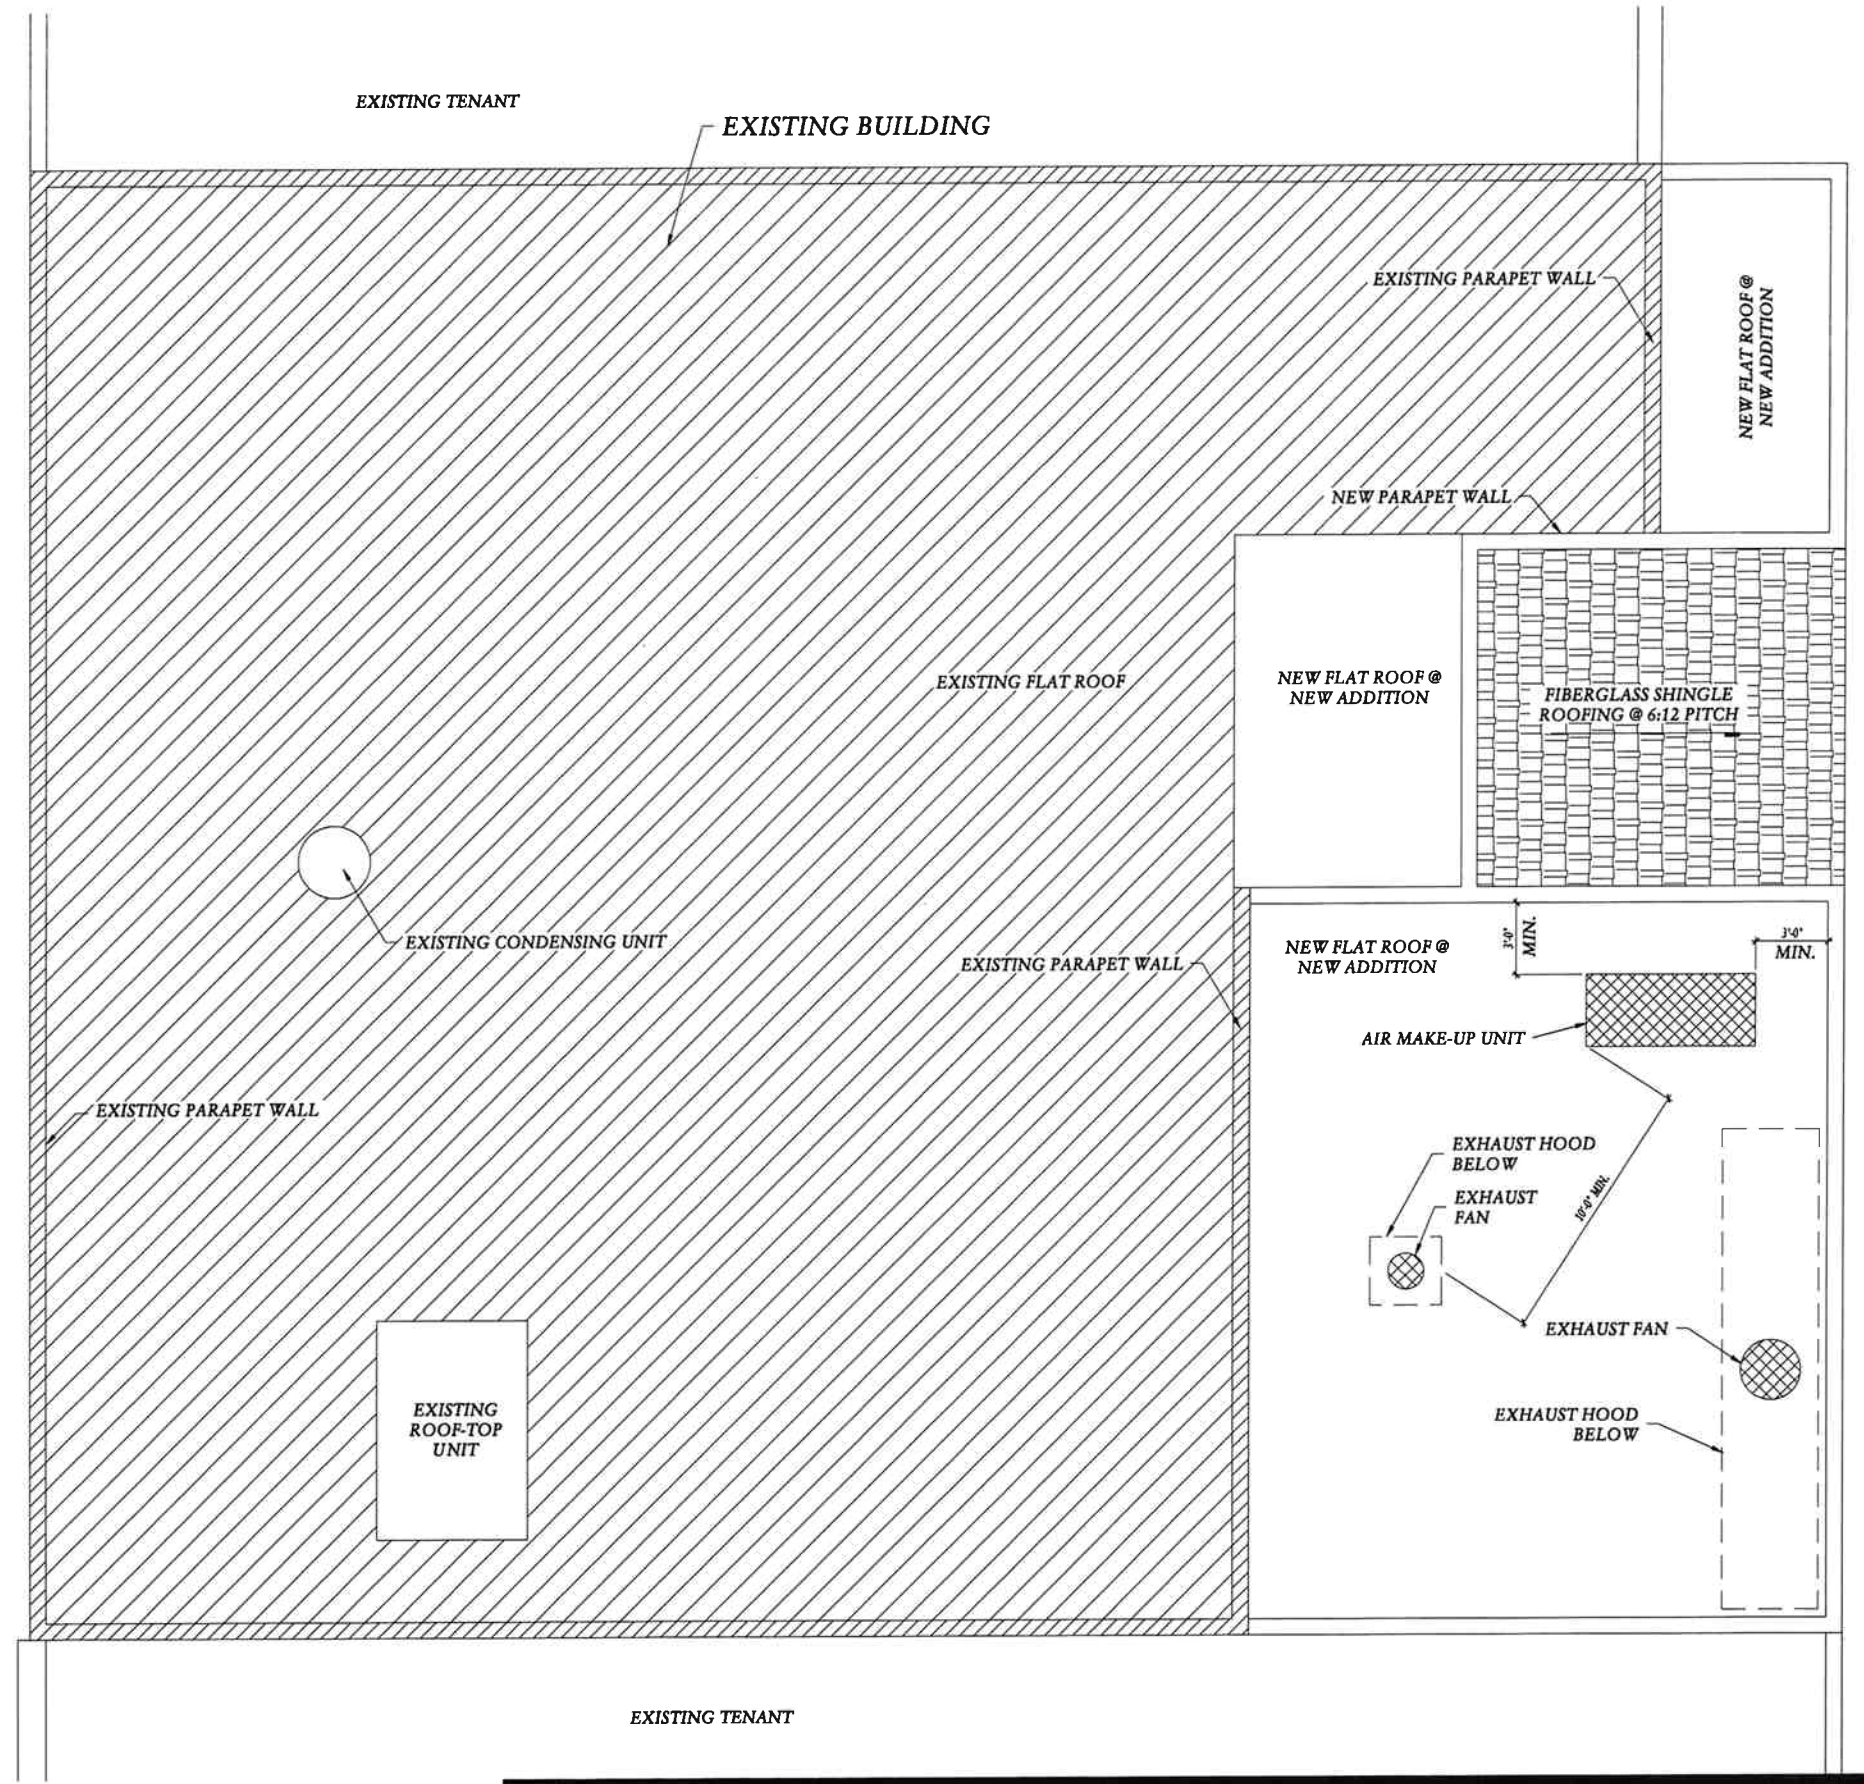 EXISTING TENANT
EXISTING BUILDING
EXISTING PARAPET WALL
NEW FLAT ROOF @
NEW ADDITION
NEW PARAPET WALL
EXISTING FLAT ROOF
NEW FLAT ROOF @
NEW ADDITION
FIBERGLASS SHINGLE
ROOFING @ 6:12 PITCH
EXISTING CONDENSING UNIT
EXISTING PARAPET WALL
NEW FLAT ROOF @
NEW ADDITION
3'-0"
MIN.
3'-0"
MIN.
AIR MAKE-UP UNIT
EXISTING PARAPET WALL
EXHAUST HOOD
BELOW
EXHAUST
FAN
10'-0" MIN.
EXHAUST FAN
EXISTING
ROOF-TOP
UNIT
EXHAUST HOOD
BELOW
EXISTING TENANT